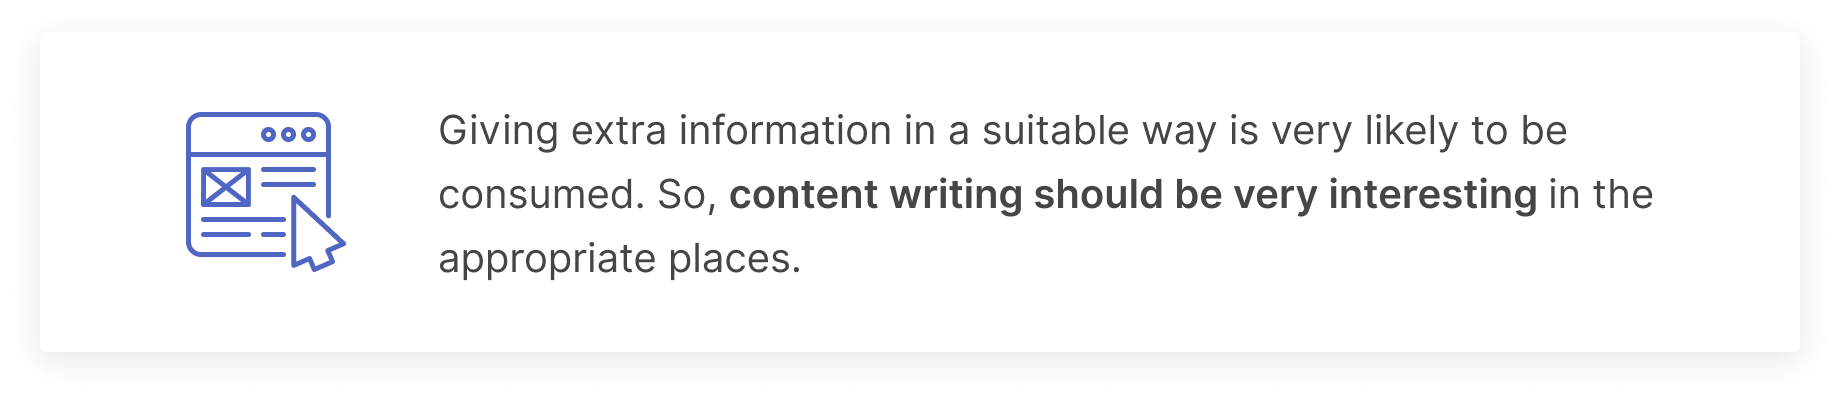 Giving extra information in a suitable way is very likely to be
consumed. So, content writing should be very interesting in the
appropriate places.